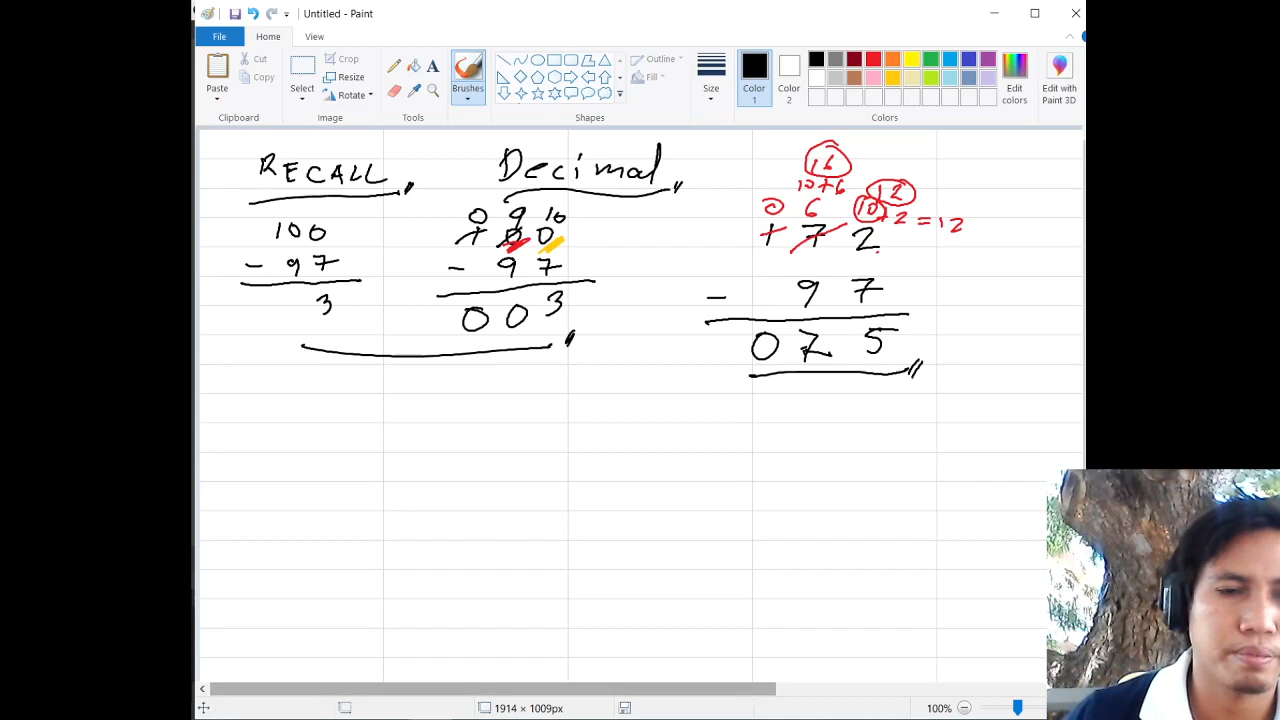 Untitled - Paint
File Home View
Paste
Cut
Copy
Clipboard
Select
Crop
Resize
Rotate
Image
A
Tools
Brushes
Outline
Fill
Shapes
Size
Color 1
Color 2
Edit colors
Edit with Paint 3D
Colors
RECALL
100
- 97
3
Decimal
0 9 10
1 0 0
- 9 7
0 0 3
16
10+6 12
0 6 10 + 2 = 12
1 7 2
- 9 7
0 7 5
1914 × 1009px
100%